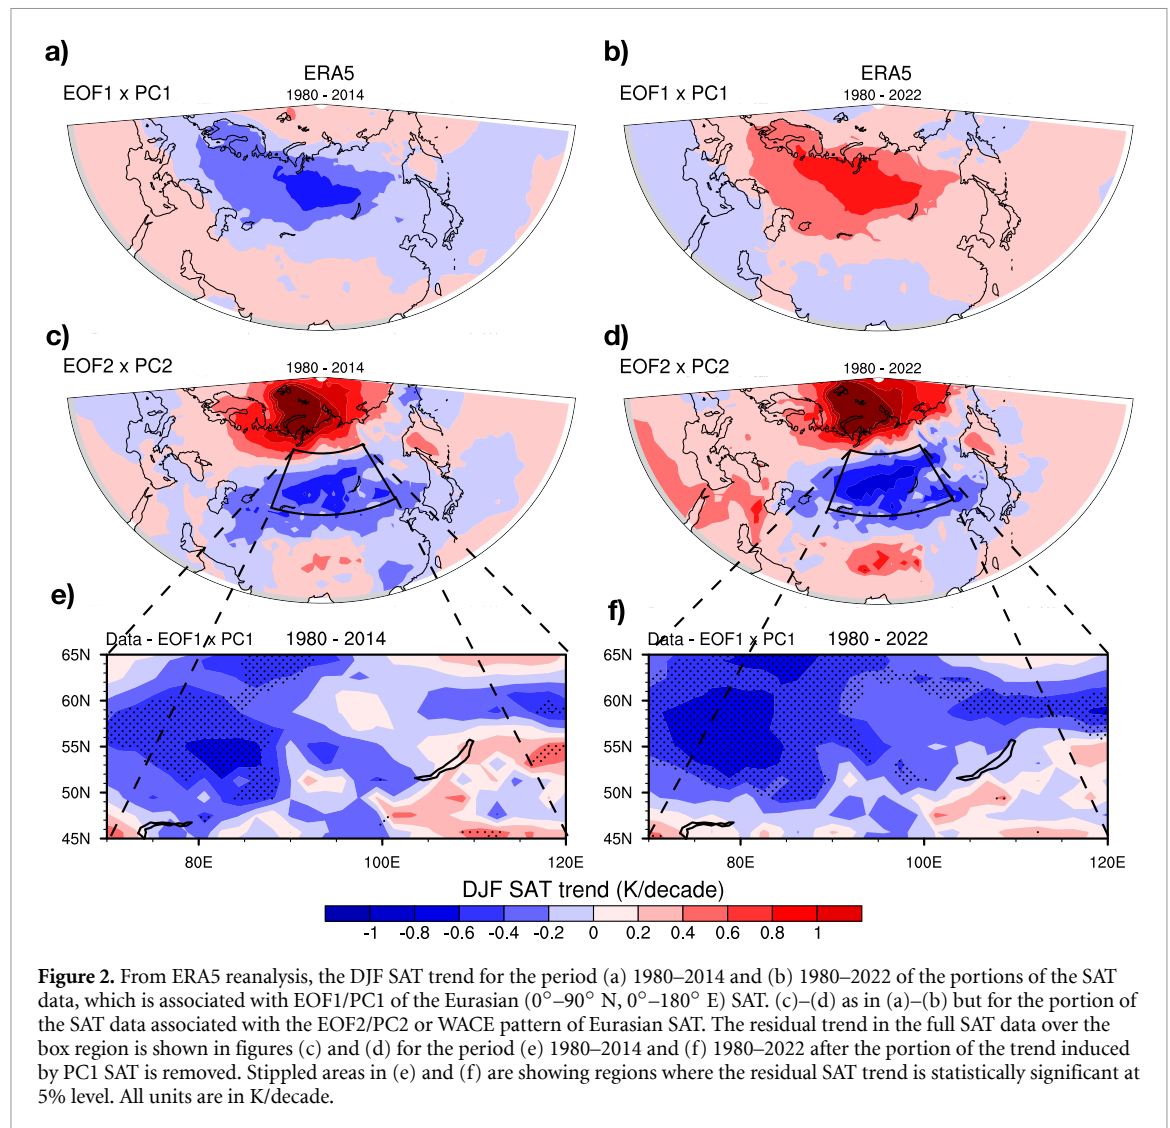 a)
ERA5
EOF1 x PC1
1980 - 2014
b)
ERA5
EOF1 x PC1
1980 - 2022
c)
EOF2 x PC2
1980 - 2014
d)
EOF2 x PC2
1980 - 2022
e)
Data - EOF1 x PC1
1980 - 2014
65N
60N
55N
50N
45N
80E
100E
120E
f)
Data - EOF1 x PC1
1980 - 2022
65N
60N
55N
50N
45N
80E
100E
120E
DJF SAT trend (K/decade)
-1 -0.8 -0.6 -0.4 -0.2 0 0.2 0.4 0.6 0.8 1
Figure 2. From ERA5 reanalysis, the DJF SAT trend for the period (a) 1980–2014 and (b) 1980–2022 of the portions of the SAT
data, which is associated with EOF1/PC1 of the Eurasian (0°–90° N, 0°–180° E) SAT. (c)–(d) as in (a)–(b) but for the portion of
the SAT data associated with the EOF2/PC2 or WACE pattern of Eurasian SAT. The residual trend in the full SAT data over the
box region is shown in figures (c) and (d) for the period (e) 1980–2014 and (f) 1980–2022 after the portion of the trend induced
by PC1 SAT is removed. Stippled areas in (e) and (f) are showing regions where the residual SAT trend is statistically significant at
5% level. All units are in K/decade.